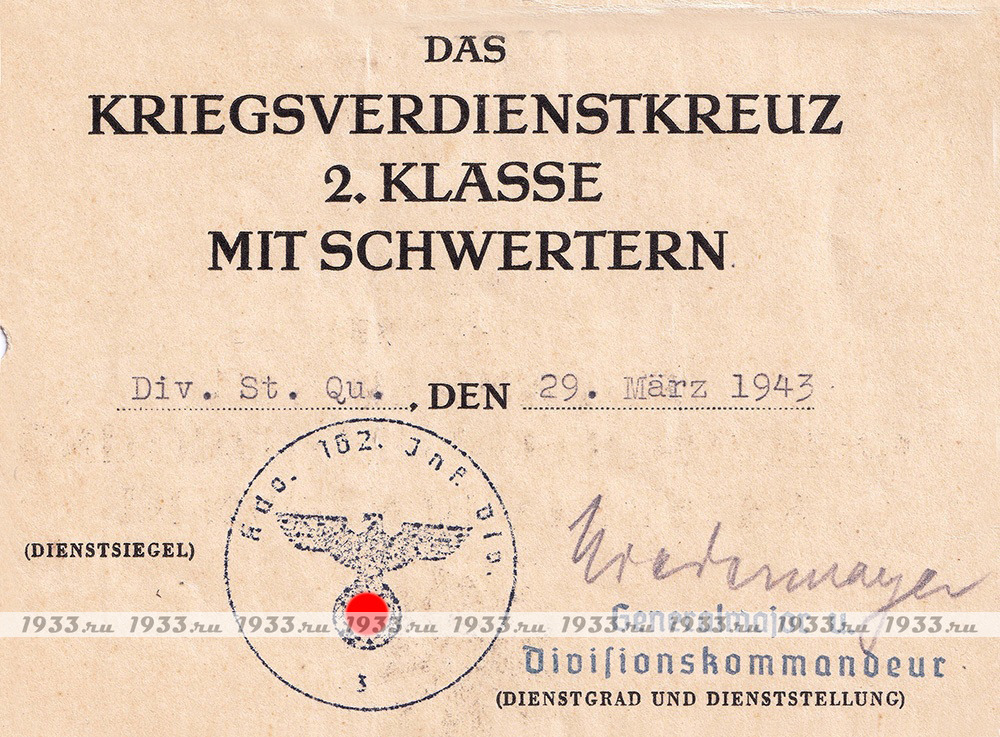 DAS
KRIEGSVERDIENSTKREUZ
2. KLASSE
MIT SCHWERTERN
Div. St. Qu. , DEN 29. März 1943
Kdo. 162. Inf. Div.
(DIENSTSIEGEL)
Niedermayer
1933.ru 1933.ru 1933.ru 1933.ru 1933.ru 1933.ru 1933.ru 1933.ru 1933.ru
Generalmajor u.
Divisionskommandeur
3
(DIENSTGRAD UND DIENSTSTELLUNG)